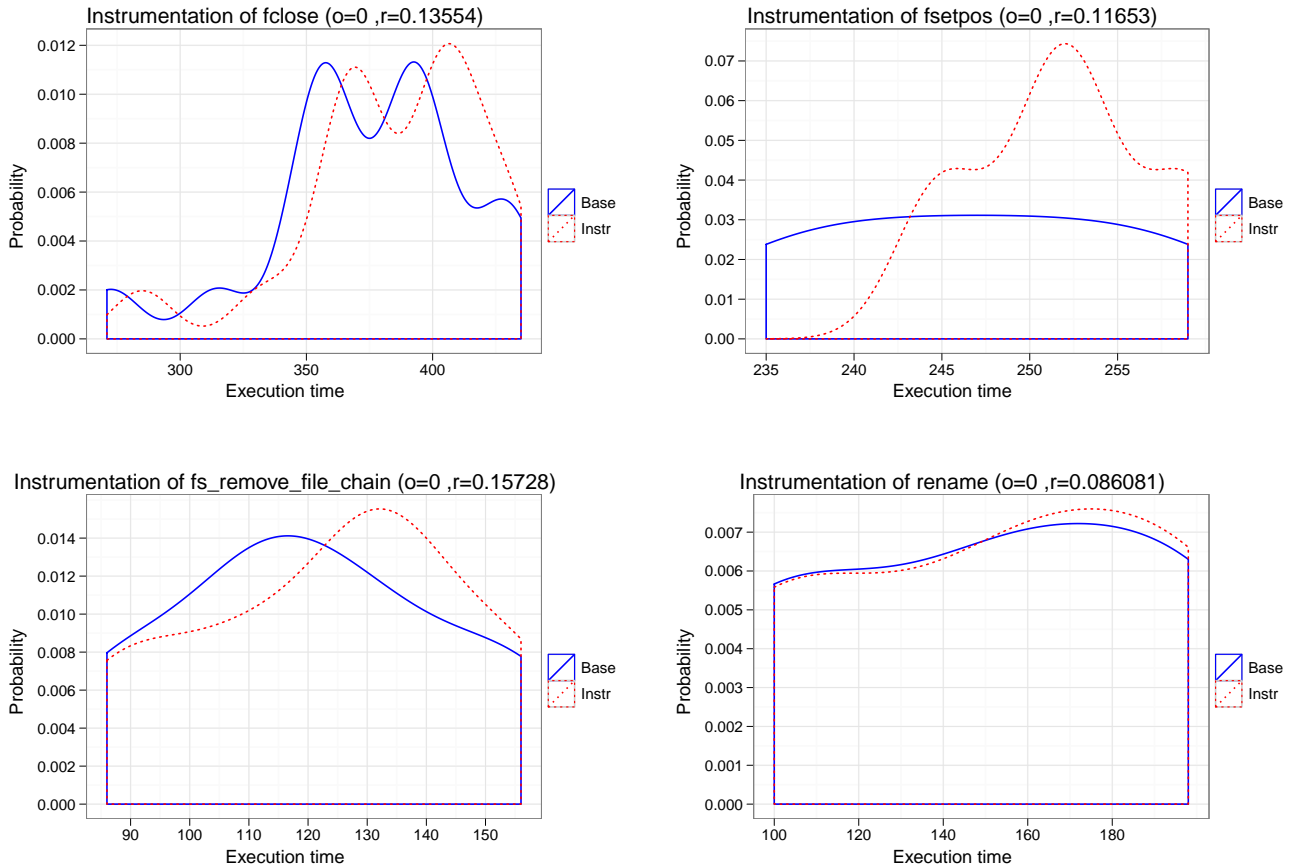 Instrumentation of fclose (o=0 ,r=0.13554)
0.012
0.010
0.008
0.006
0.004
0.002
0.000
Probability
300 350 400
Execution time
Base
Instr
Instrumentation of fsetpos (o=0 ,r=0.11653)
0.07
0.06
0.05
0.04
0.03
0.02
0.01
0.00
Probability
235 240 245 250 255
Execution time
Base
Instr
Instrumentation of fs_remove_file_chain (o=0 ,r=0.15728)
0.014
0.012
0.010
0.008
0.006
0.004
0.002
0.000
Probability
90 100 110 120 130 140 150
Execution time
Base
Instr
Instrumentation of rename (o=0 ,r=0.086081)
0.007
0.006
0.005
0.004
0.003
0.002
0.001
0.000
Probability
100 120 140 160 180
Execution time
Base
Instr